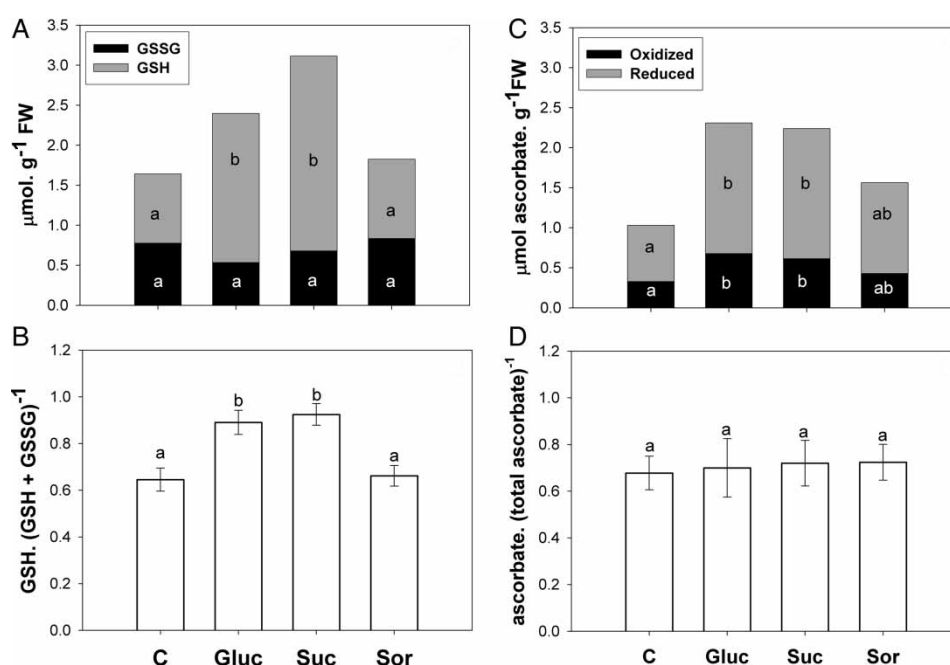 A
3.5
3.0
2.5
2.0
1.5
1.0
0.5
0.0
μmol. g⁻¹ FW
GSSG
GSH
a
b
b
a
a
a
a
a
B
1.2
1.0
0.8
0.6
0.4
0.2
0.0
GSH. (GSH + GSSG)⁻¹
a
b
b
a
C
Gluc
Suc
Sor
C
3.5
3.0
2.5
2.0
1.5
1.0
0.5
0.0
μmol ascorbate. g⁻¹FW
Oxidized
Reduced
a
b
b
ab
a
b
b
ab
D
1.2
1.0
0.8
0.6
0.4
0.2
0.0
ascorbate. (total ascorbate)⁻¹
a
a
a
a
C
Gluc
Suc
Sor